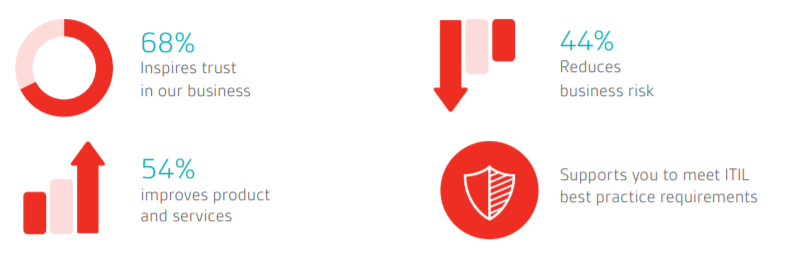 68%
Inspires trust
in our business
44%
Reduces
business risk
54%
improves product
and services
Supports you to meet ITIL
best practice requirements